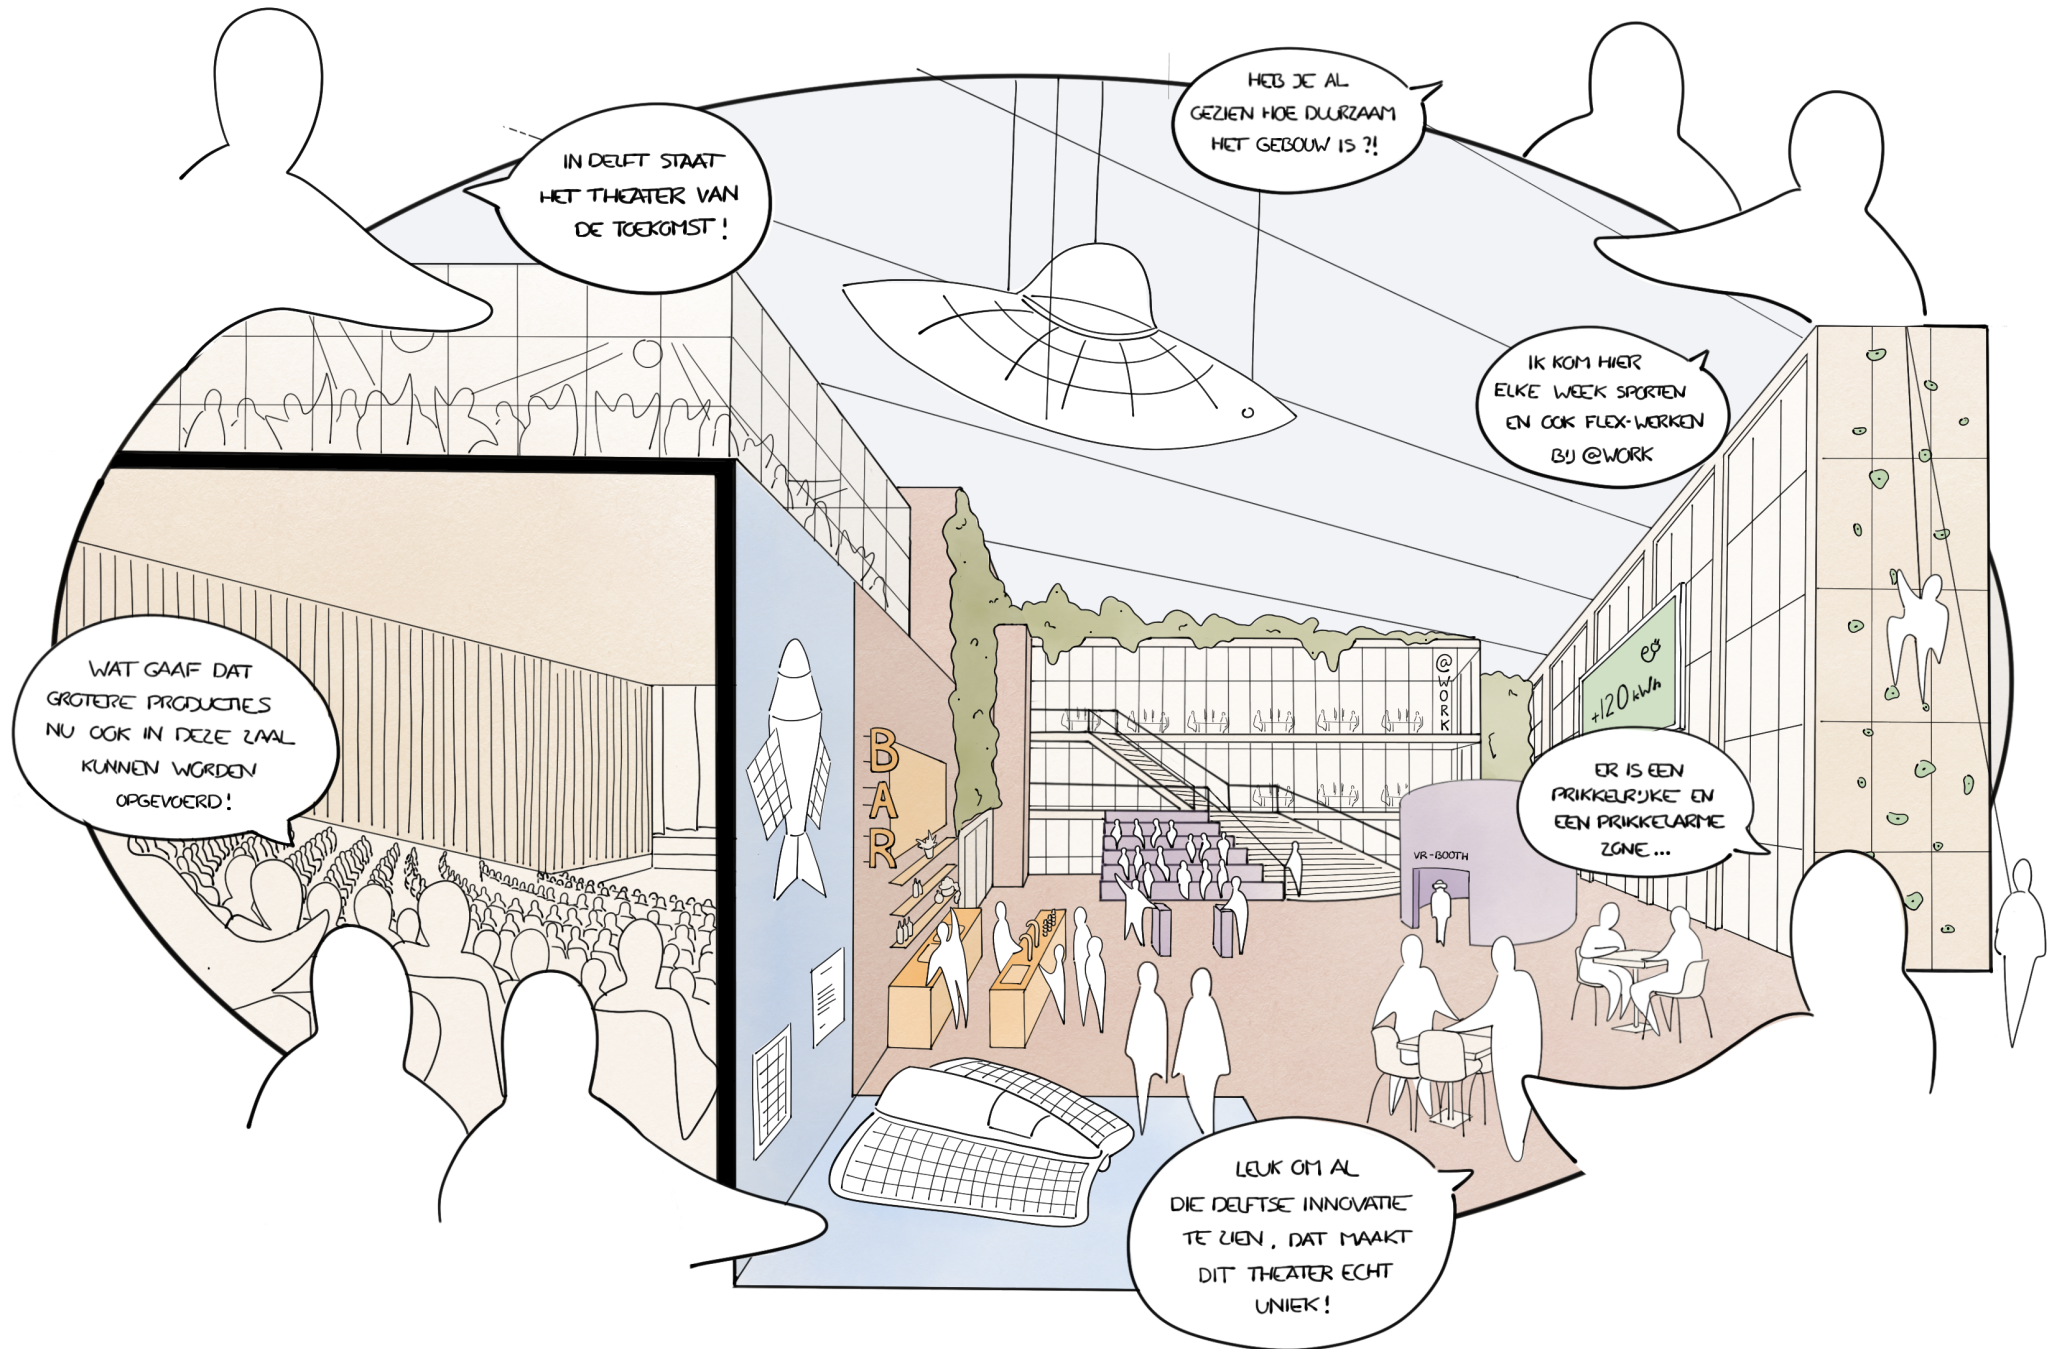 HEB JE AL
GEZIEN HOE DUURZAAM
HET GEBOUW IS ?!
IN DELFT STAAT
HET THEATER VAN
DE TOEKOMST !
IK KOM HIER
ELKE WEEK SPORTEN
EN OOK FLEX-WERKEN
BIJ @WORK
WAT GAAF DAT
GROTERE PRODUCTIES
NU OOK IN DEZE ZAAL
KUNNEN WORDEN
OPGEVOERD !
@WORK
+120 kWh
BAR
ER IS EEN
PRIKKELRIJKE EN
EEN PRIKKELARME
ZONE ...
VR-BOOTH
LEUK OM AL
DIE DELFTSE INNOVATIE
TE ZIEN, DAT MAAKT
DIT THEATER ECHT
UNIEK !